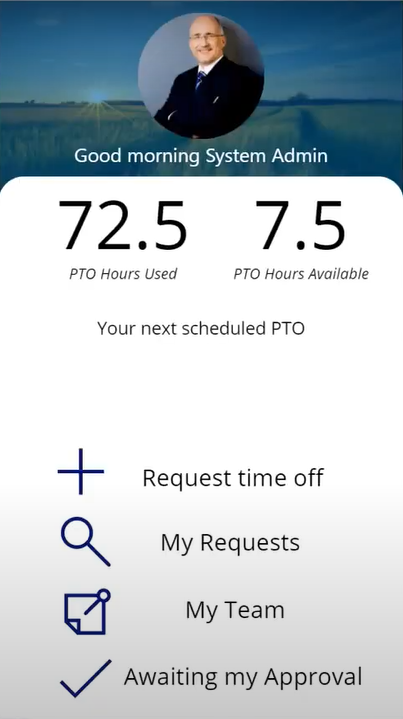 Good morning System Admin
72.5 7.5
PTO Hours Used PTO Hours Available
Your next scheduled PTO
Request time off
My Requests
My Team
Awaiting my Approval